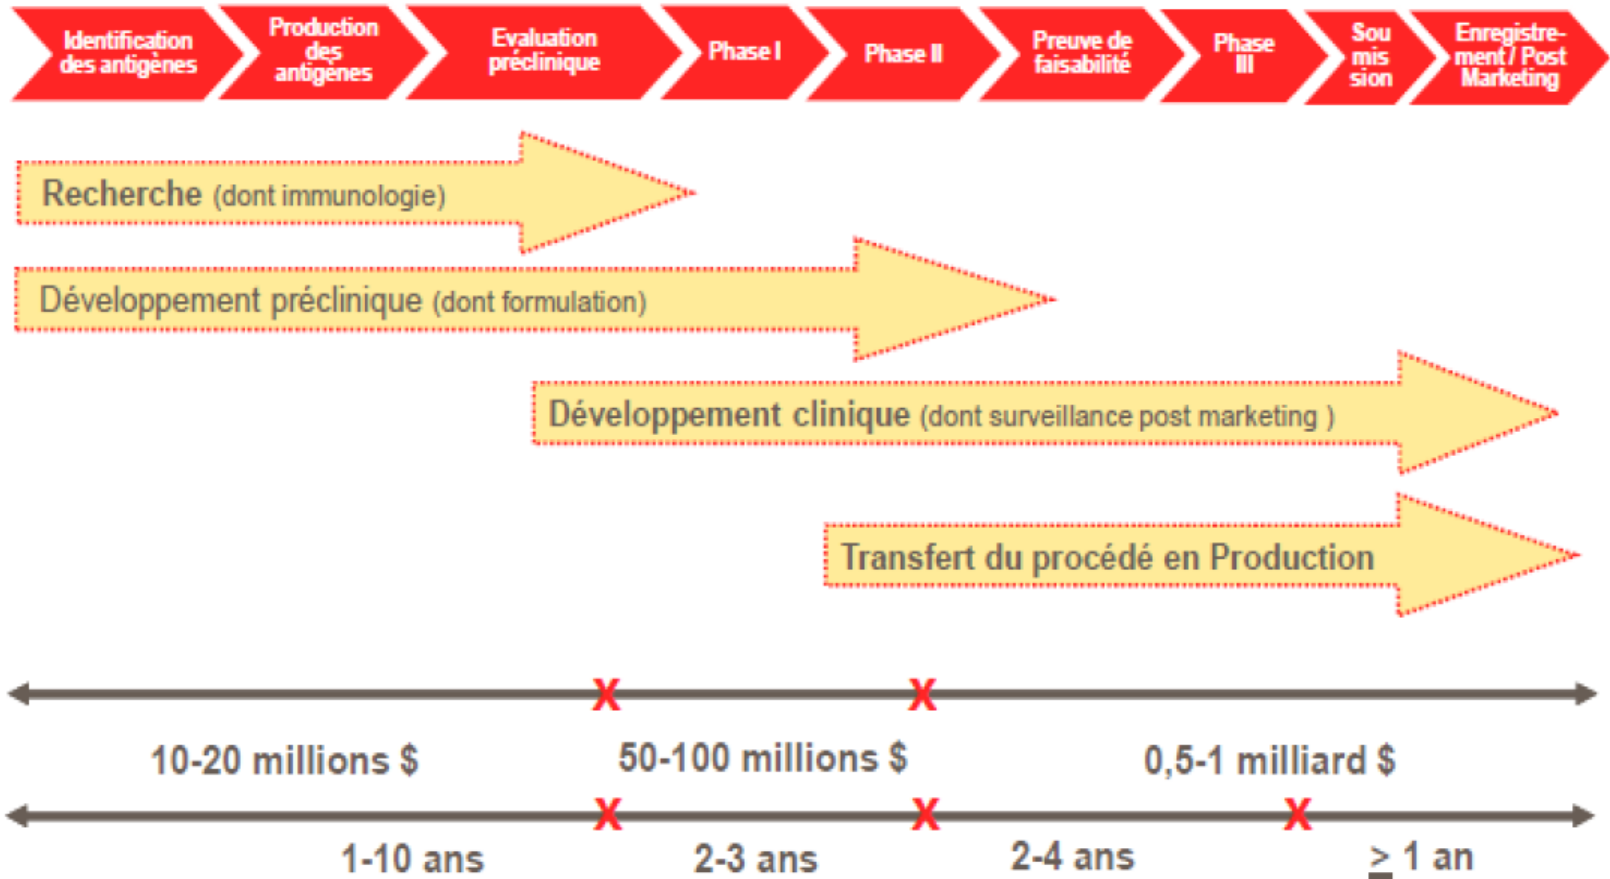 Identification
des antigènes
Production
des
antigènes
Evaluation
préclinique
Phase I
Phase II
Preuve de
faisabilité
Phase
III
Sou
mis
sion
Enregistre-
ment / Post
Marketing
Recherche (dont immunologie)
Développement préclinique (dont formulation)
Développement clinique (dont surveillance post marketing )
Transfert du procédé en Production
X X
10-20 millions $ 50-100 millions $ 0,5-1 milliard $
X X X
1-10 ans 2-3 ans 2-4 ans ≥ 1 an